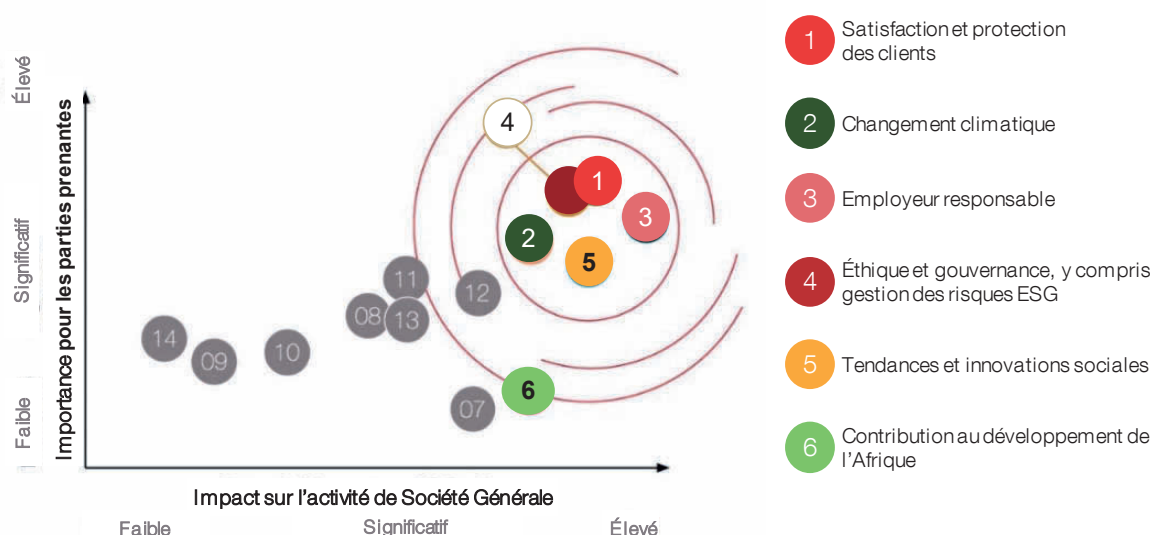 Élevé
Significatif
Faible
Importance pour les parties prenantes
4
1
3
2
5
11
12
08
13
14
09
10
6
07
Impact sur l'activité de Société Générale
Faible
Significatif
Élevé
1
Satisfaction et protection
des clients
2
Changement climatique
3
Employeur responsable
4
Éthique et gouvernance, y compris
gestion des risques ESG
5
Tendances et innovations sociales
6
Contribution au développement de
l'Afrique